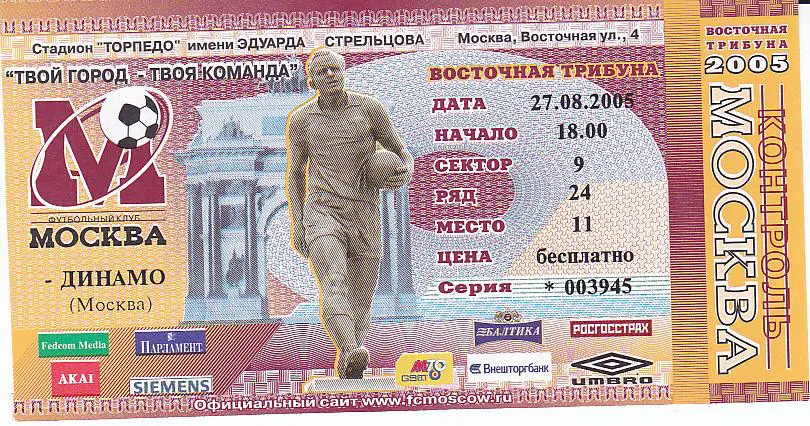 Стадион "ТОРПЕДО" имени ЭДУАРДА СТРЕЛЬЦОВА Москва, Восточная ул., 4
"ТВОЙ ГОРОД - ТВОЯ КОМАНДА"
М
ФУТБОЛЬНЫЙ КЛУБ
МОСКВА
- ДИНАМО
(Москва)
ВОСТОЧНАЯ ТРИБУНА
ДАТА 27.08.2005
НАЧАЛО 18.00
СЕКТОР 9
РЯД 24
МЕСТО 11
ЦЕНА бесплатно
Серия * 003945
Fedcom Media
ПАРЛАМЕНТ
AKAI
SIEMENS
БАЛТИКА
РОСГОССТРАХ
Внешторгбанк
UMBRO
Официальный сайт www.fcmoscow.ru
ВОСТОЧНАЯ
ТРИБУНА
2005
МОСКВА
КОНТРОЛЬ